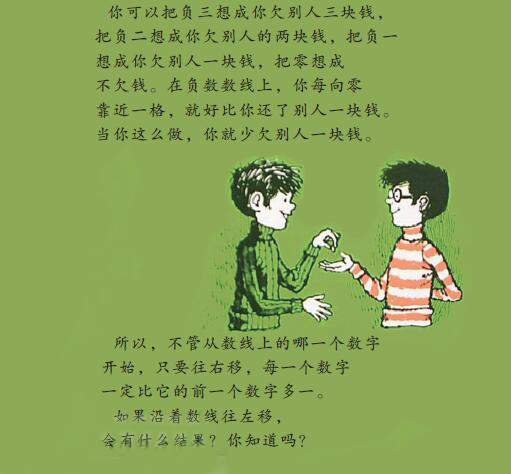 你可以把负三想成你欠别人三块钱，
把负二想成你欠别人的两块钱，把负一
想成你欠别人一块钱，把零想成
不欠钱。在负数数线上，你每向零
靠近一格，就好比你还了别人一块钱。
当你这么做，你就少欠别人一块钱。
所以，不管从数线上的哪一个数字
开始，只要往右移，每一个数字
一定比它的前一个数字多一。
如果沿着数线往左移，
会有什么结果？你知道吗？